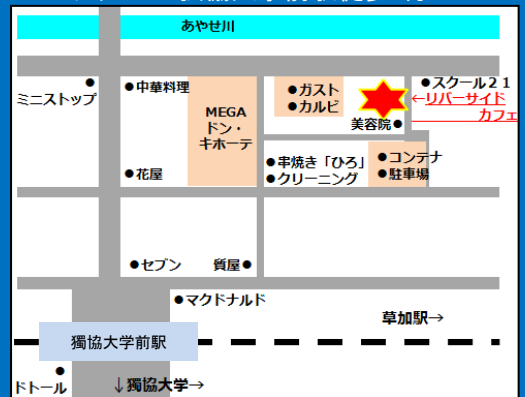 あやせ川
●
ミニストップ
●中華料理
MEGA
ドン・
キホーテ
●ガスト
●カルビ
美容院●
●スクール21
←リバーサイド
カフェ
●花屋
●串焼き「ひろ」
●クリーニング
●コンテナ
●駐車場
●セブン
質屋●
●マクドナルド
草加駅→
獨協大学前駅
●
ドトール
↓獨協大学→